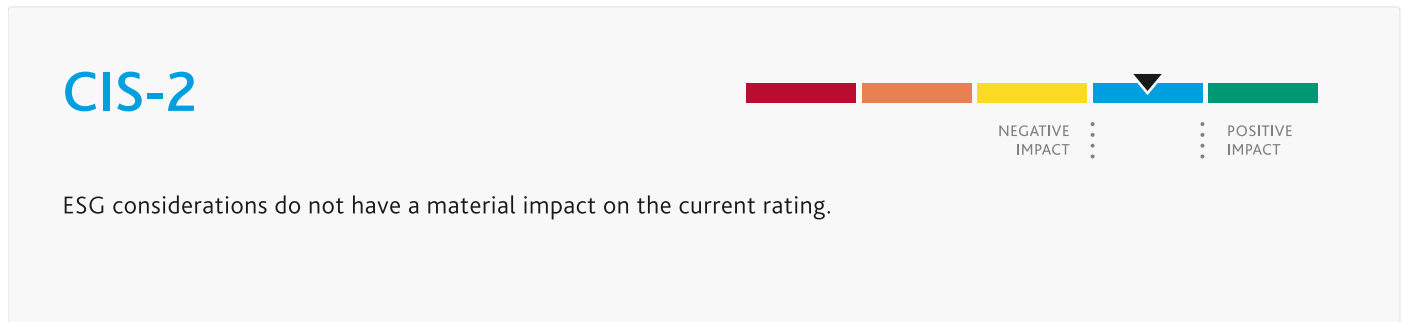 CIS-2
NEGATIVE
IMPACT
POSITIVE
IMPACT
ESG considerations do not have a material impact on the current rating.